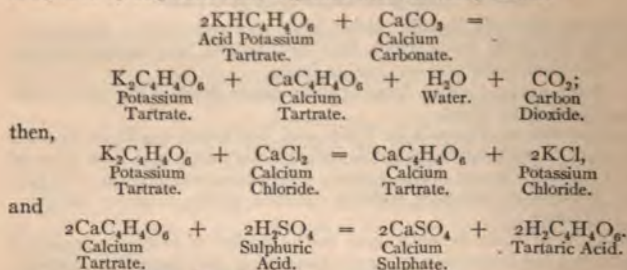 2KHC₄H₄O₆ + CaCO₃ =
Acid Potassium Calcium
Tartrate. Carbonate.
K₂C₄H₄O₆ + CaC₄H₄O₆ + H₂O + CO₂;
Potassium Calcium Water. Carbon
Tartrate. Tartrate. Dioxide.
then,
K₂C₄H₄O₆ + CaCl₂ = CaC₄H₄O₆ + 2KCl,
Potassium Calcium Calcium Potassium
Tartrate. Chloride. Tartrate. Chloride.
and
2CaC₄H₄O₆ + 2H₂SO₄ = 2CaSO₄ + 2H₂C₄H₄O₆.
Calcium Sulphuric Calcium Tartaric Acid.
Tartrate. Acid. Sulphate.